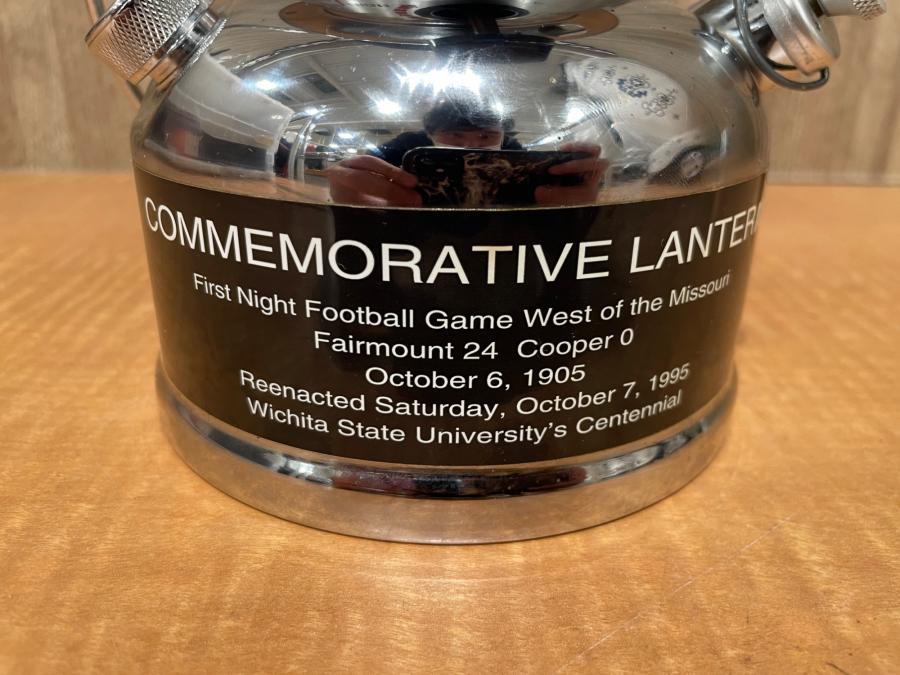 COMMEMORATIVE LANTERN
First Night Football Game West of the Missouri
Fairmount 24 Cooper 0
October 6, 1905
Reenacted Saturday, October 7, 1995
Wichita State University's Centennial